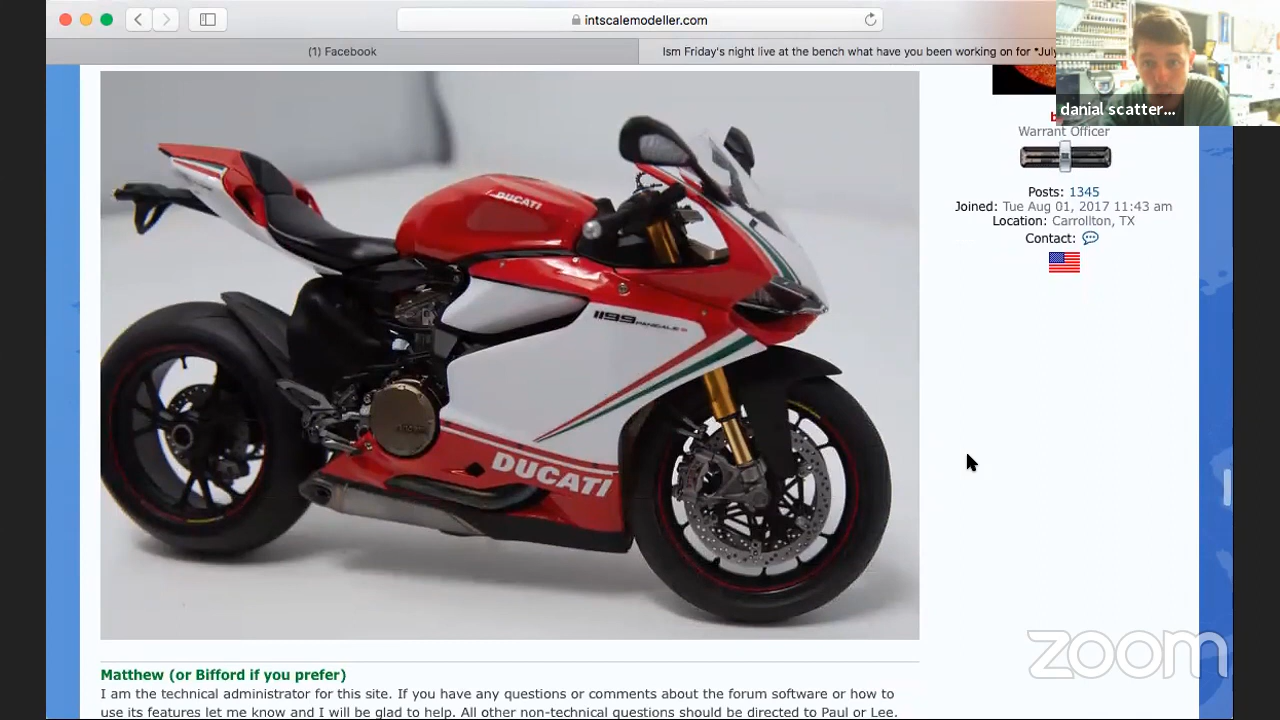 intscalemodeller.com
(1) Facebook
Ism Friday's night live at the bench what have you been working on for *July
danial scatter...
Warrant Officer
Posts: 1345
Joined: Tue Aug 01, 2017 11:43 am
Location: Carrollton, TX
Contact:
DUCATI
1199 PANIGALE S
DUCATI
zoom
Matthew (or Bifford if you prefer)
I am the technical administrator for this site. If you have any questions or comments about the forum software or how to
use its features let me know and I will be glad to help. All other non-technical questions should be directed to Paul or Lee.